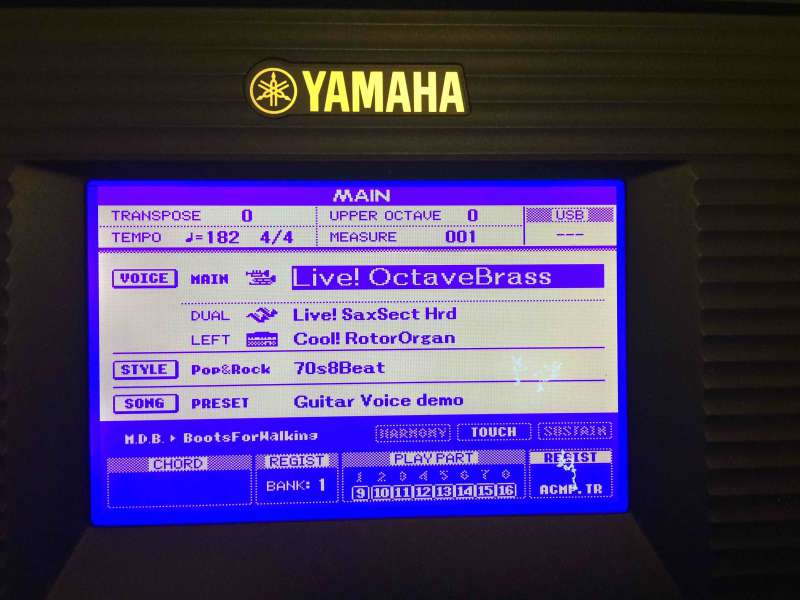 YAMAHA
MAIN
TRANSPOSE 0 UPPER OCTAVE 0 USB
TEMPO ♩=182 4/4 MEASURE 001 ---
VOICE MAIN Live! OctaveBrass
DUAL Live! SaxSect Hrd
LEFT Cool! RotorOrgan
STYLE Pop&Rock 70s8Beat
SONG PRESET Guitar Voice demo
M.D.B. ▸ BootsForWalking HARMONY TOUCH SUSTAIN
CHORD REGIST PLAY PART REGIST
BANK: 1 1 2 3 4 5 6 7 8
9 10 11 12 13 14 15 16 ACMP.TR